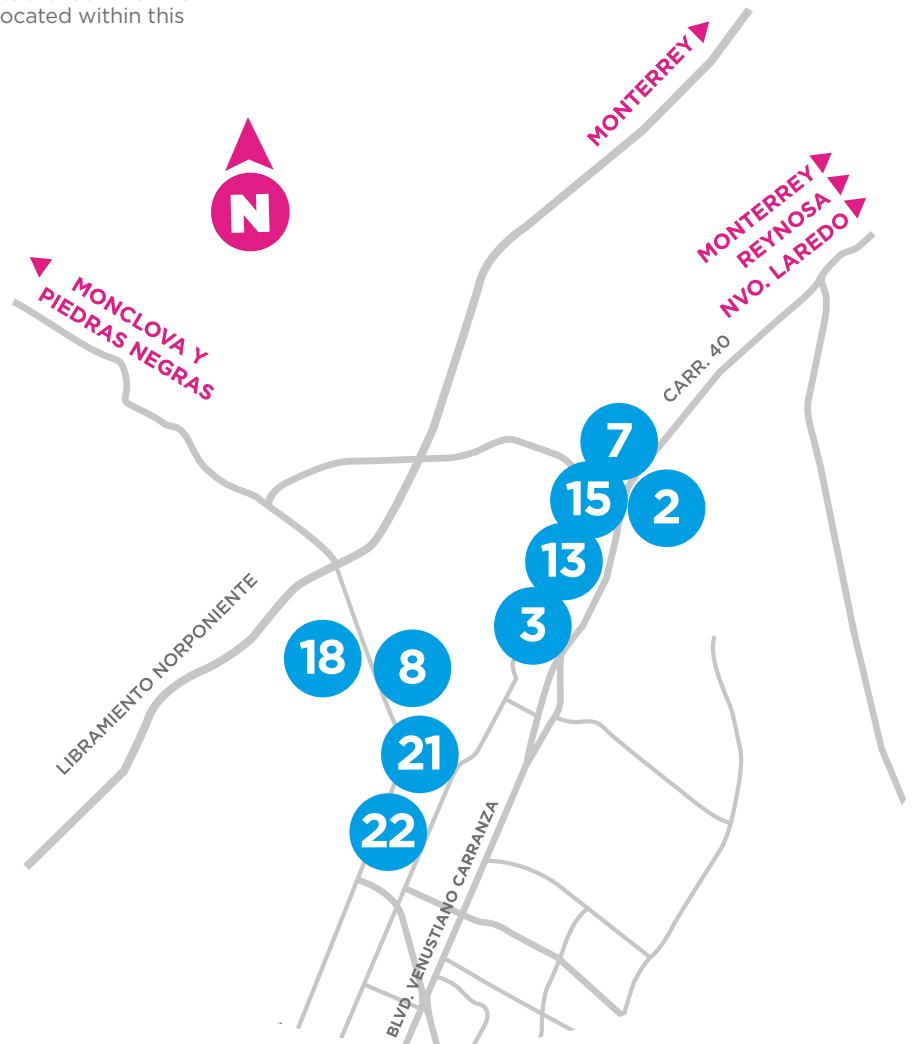 ocated within this
MONTERREY
N
MONTERREY
REYNOSA
NVO. LAREDO
MONCLOVA Y
PIEDRAS NEGRAS
CARR. 40
7
15
2
13
3
LIBRAMIENTO NORPONIENTE
18
8
21
22
BLVD. VENUSTIANO CARRANZA